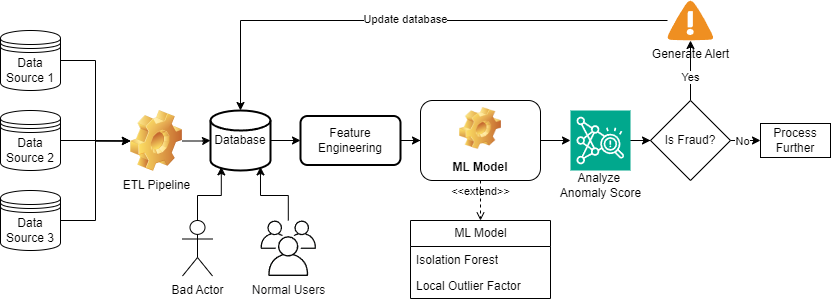 Update database
Generate Alert
Data
Source 1
Data
Source 2
Data
Source 3
ETL Pipeline
Database
Feature
Engineering
ML Model
<<extend>>
ML Model
Isolation Forest
Local Outlier Factor
Analyze
Anomaly Score
Is Fraud?
Yes
No
Process
Further
Bad Actor
Normal Users